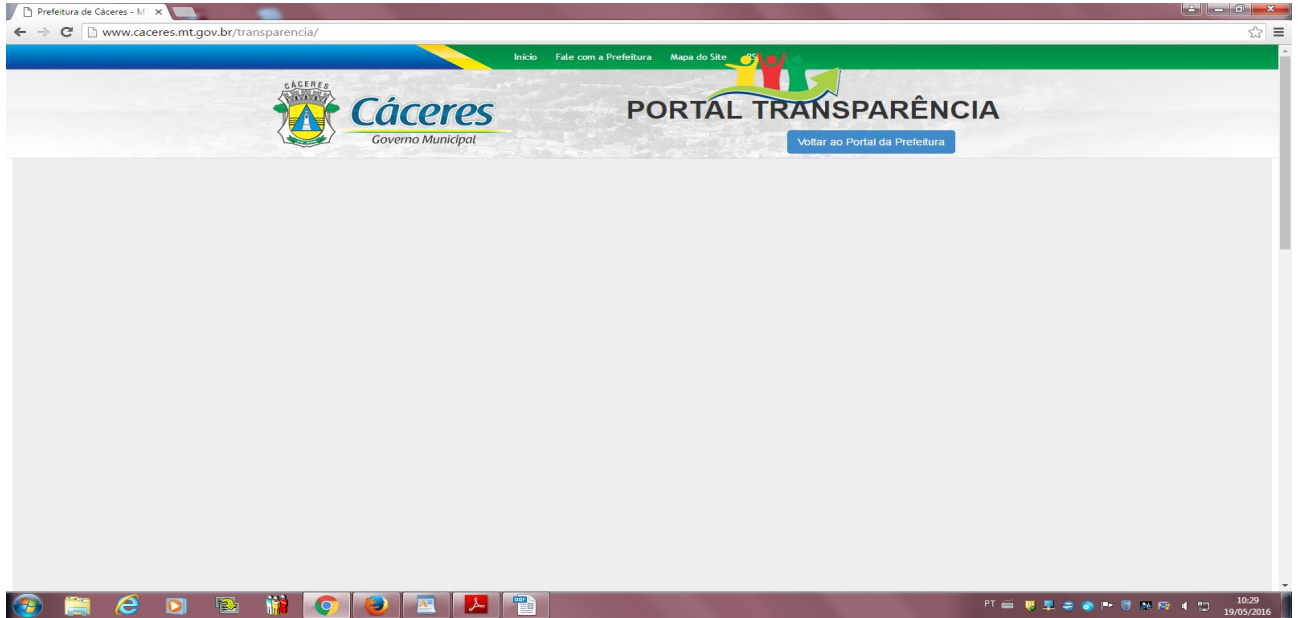 Prefeitura de Cáceres - MT
www.caceres.mt.gov.br/transparencia/
Início Fale com a Prefeitura Mapa do Site
CÁCERES
Cáceres
Governo Municipal
PORTAL TRANSPARÊNCIA
Voltar ao Portal da Prefeitura
PT
10:29
19/05/2016